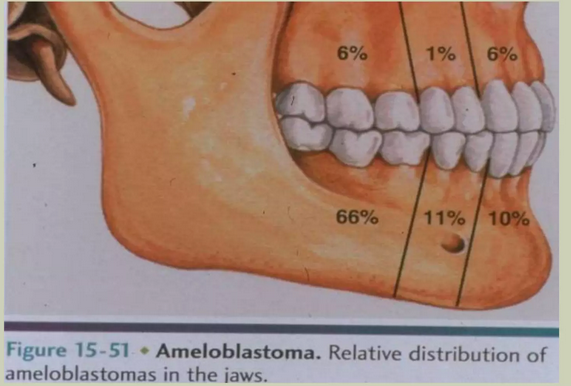 6% 1% 6%
66% 11% 10%
Figure 15-51 • Ameloblastoma. Relative distribution of
ameloblastomas in the jaws.